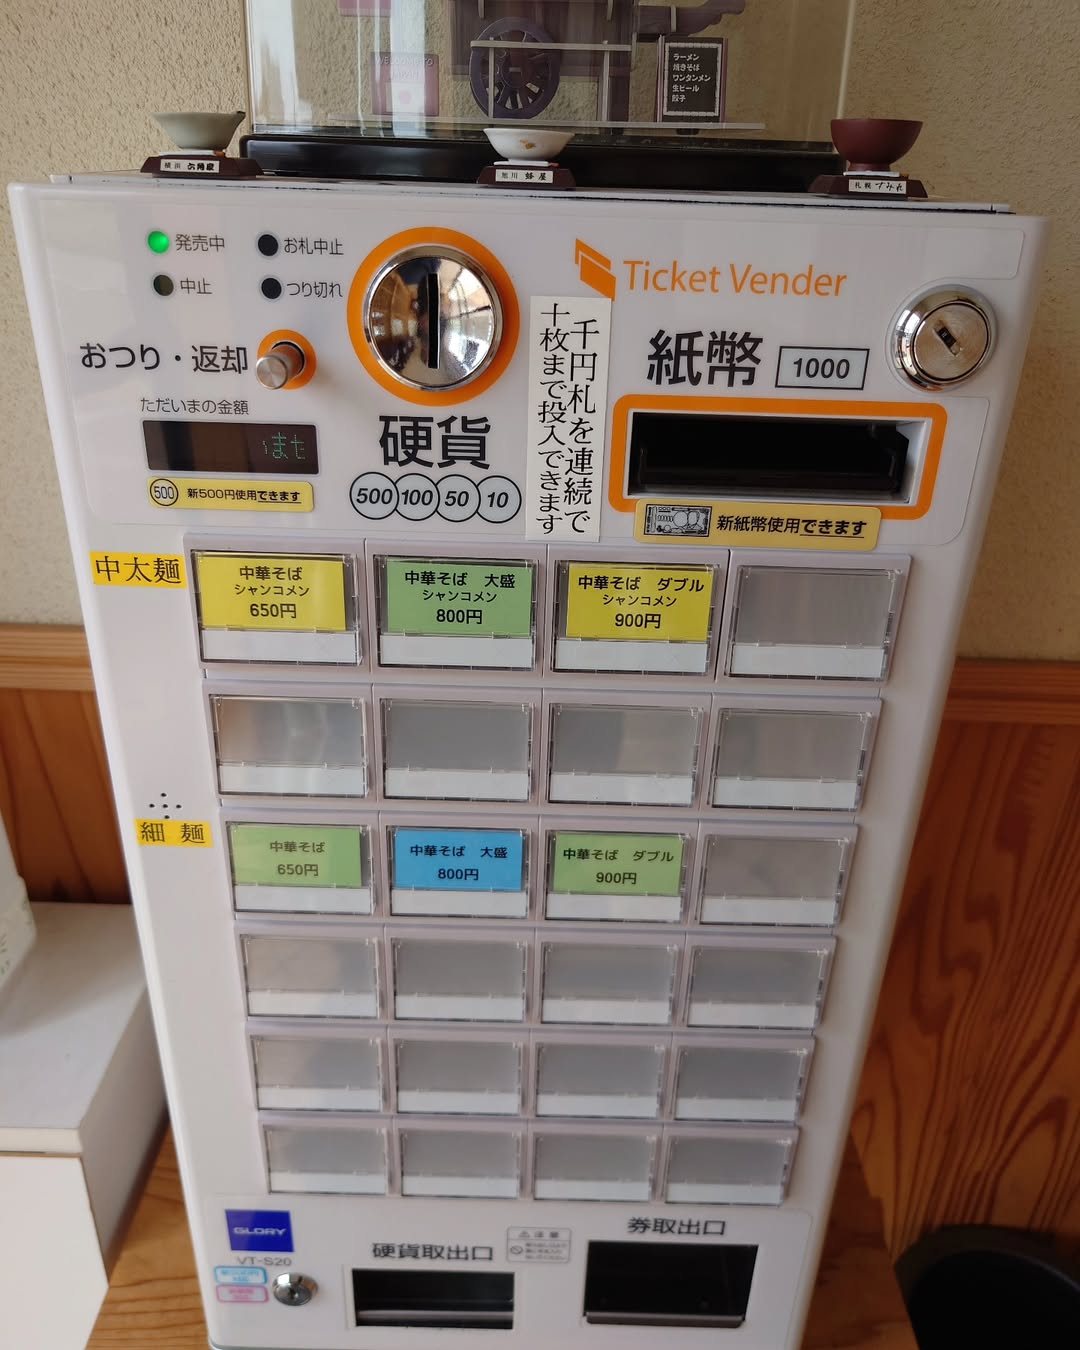 WELCOME TO
ラーメン
焼きそば
ワンタンメン
生ビール
餃子
横浜 六角家
旭川 蜂屋
札幌 すみれ
発売中
お札中止
中止
つり切れ
Ticket Vender
おつり・返却
千円札を連続で
十枚まで投入できます
紙幣 1000
ただいまの金額
硬貨
500 新500円使用できます
500 100 50 10
新紙幣使用できます
中太麺
中華そば
シャンコメン
650円
中華そば 大盛
シャンコメン
800円
中華そば ダブル
シャンコメン
900円
細麺
中華そば
650円
中華そば 大盛
800円
中華そば ダブル
900円
GLORY
VT-S20
硬貨取出口
注意
券取出口